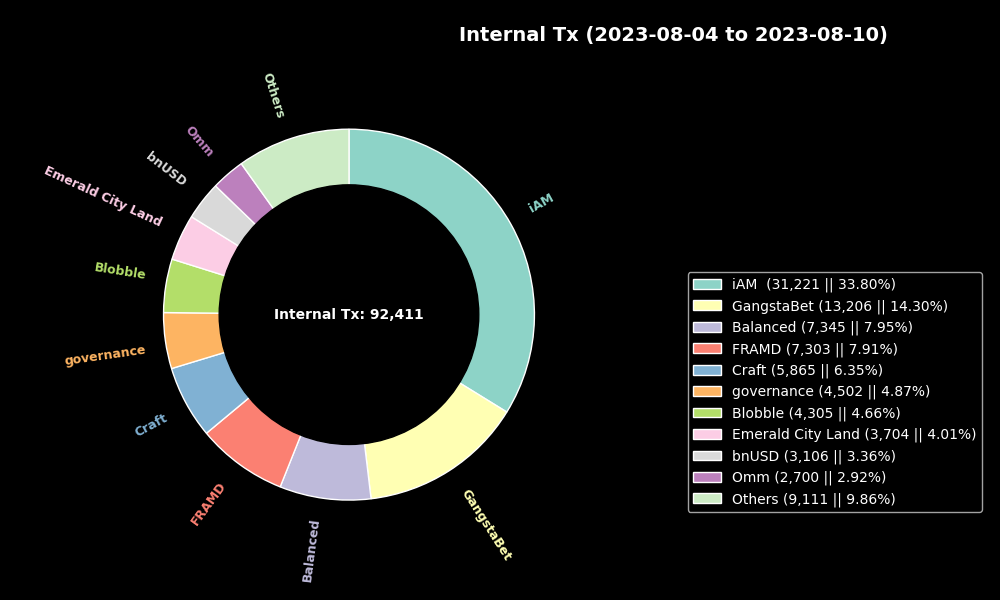 Internal Tx (2023-08-04 to 2023-08-10)
Others
Omm
bnUSD
Emerald City Land
iAM
Blobble
Internal Tx: 92,411
governance
Craft
FRAMD
Balanced
GangstaBet
iAM  (31,221 || 33.80%)
GangstaBet (13,206 || 14.30%)
Balanced (7,345 || 7.95%)
FRAMD (7,303 || 7.91%)
Craft (5,865 || 6.35%)
governance (4,502 || 4.87%)
Blobble (4,305 || 4.66%)
Emerald City Land (3,704 || 4.01%)
bnUSD (3,106 || 3.36%)
Omm (2,700 || 2.92%)
Others (9,111 || 9.86%)